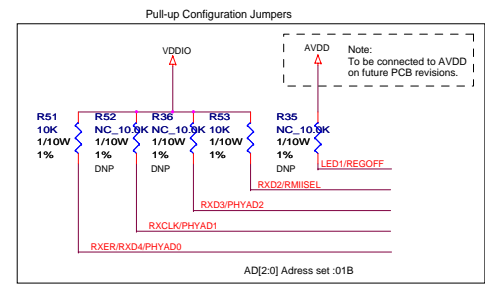 Pull-up Configuration Jumpers
VDDIO
AVDD
Note:
To be connected to AVDD
on future PCB revisions.
R51
10K
1/10W
1%
R52
NC_10.0K
1/10W
1%
DNP
R36
NC_10.0K
1/10W
1%
DNP
R53
10K
1/10W
1%
R35
NC_10.0K
1/10W
1%
DNP
LED1/REGOFF
RXD2/RMIISEL
RXD3/PHYAD2
RXCLK/PHYAD1
RXER/RXD4/PHYAD0
AD[2:0] Adress set :01B